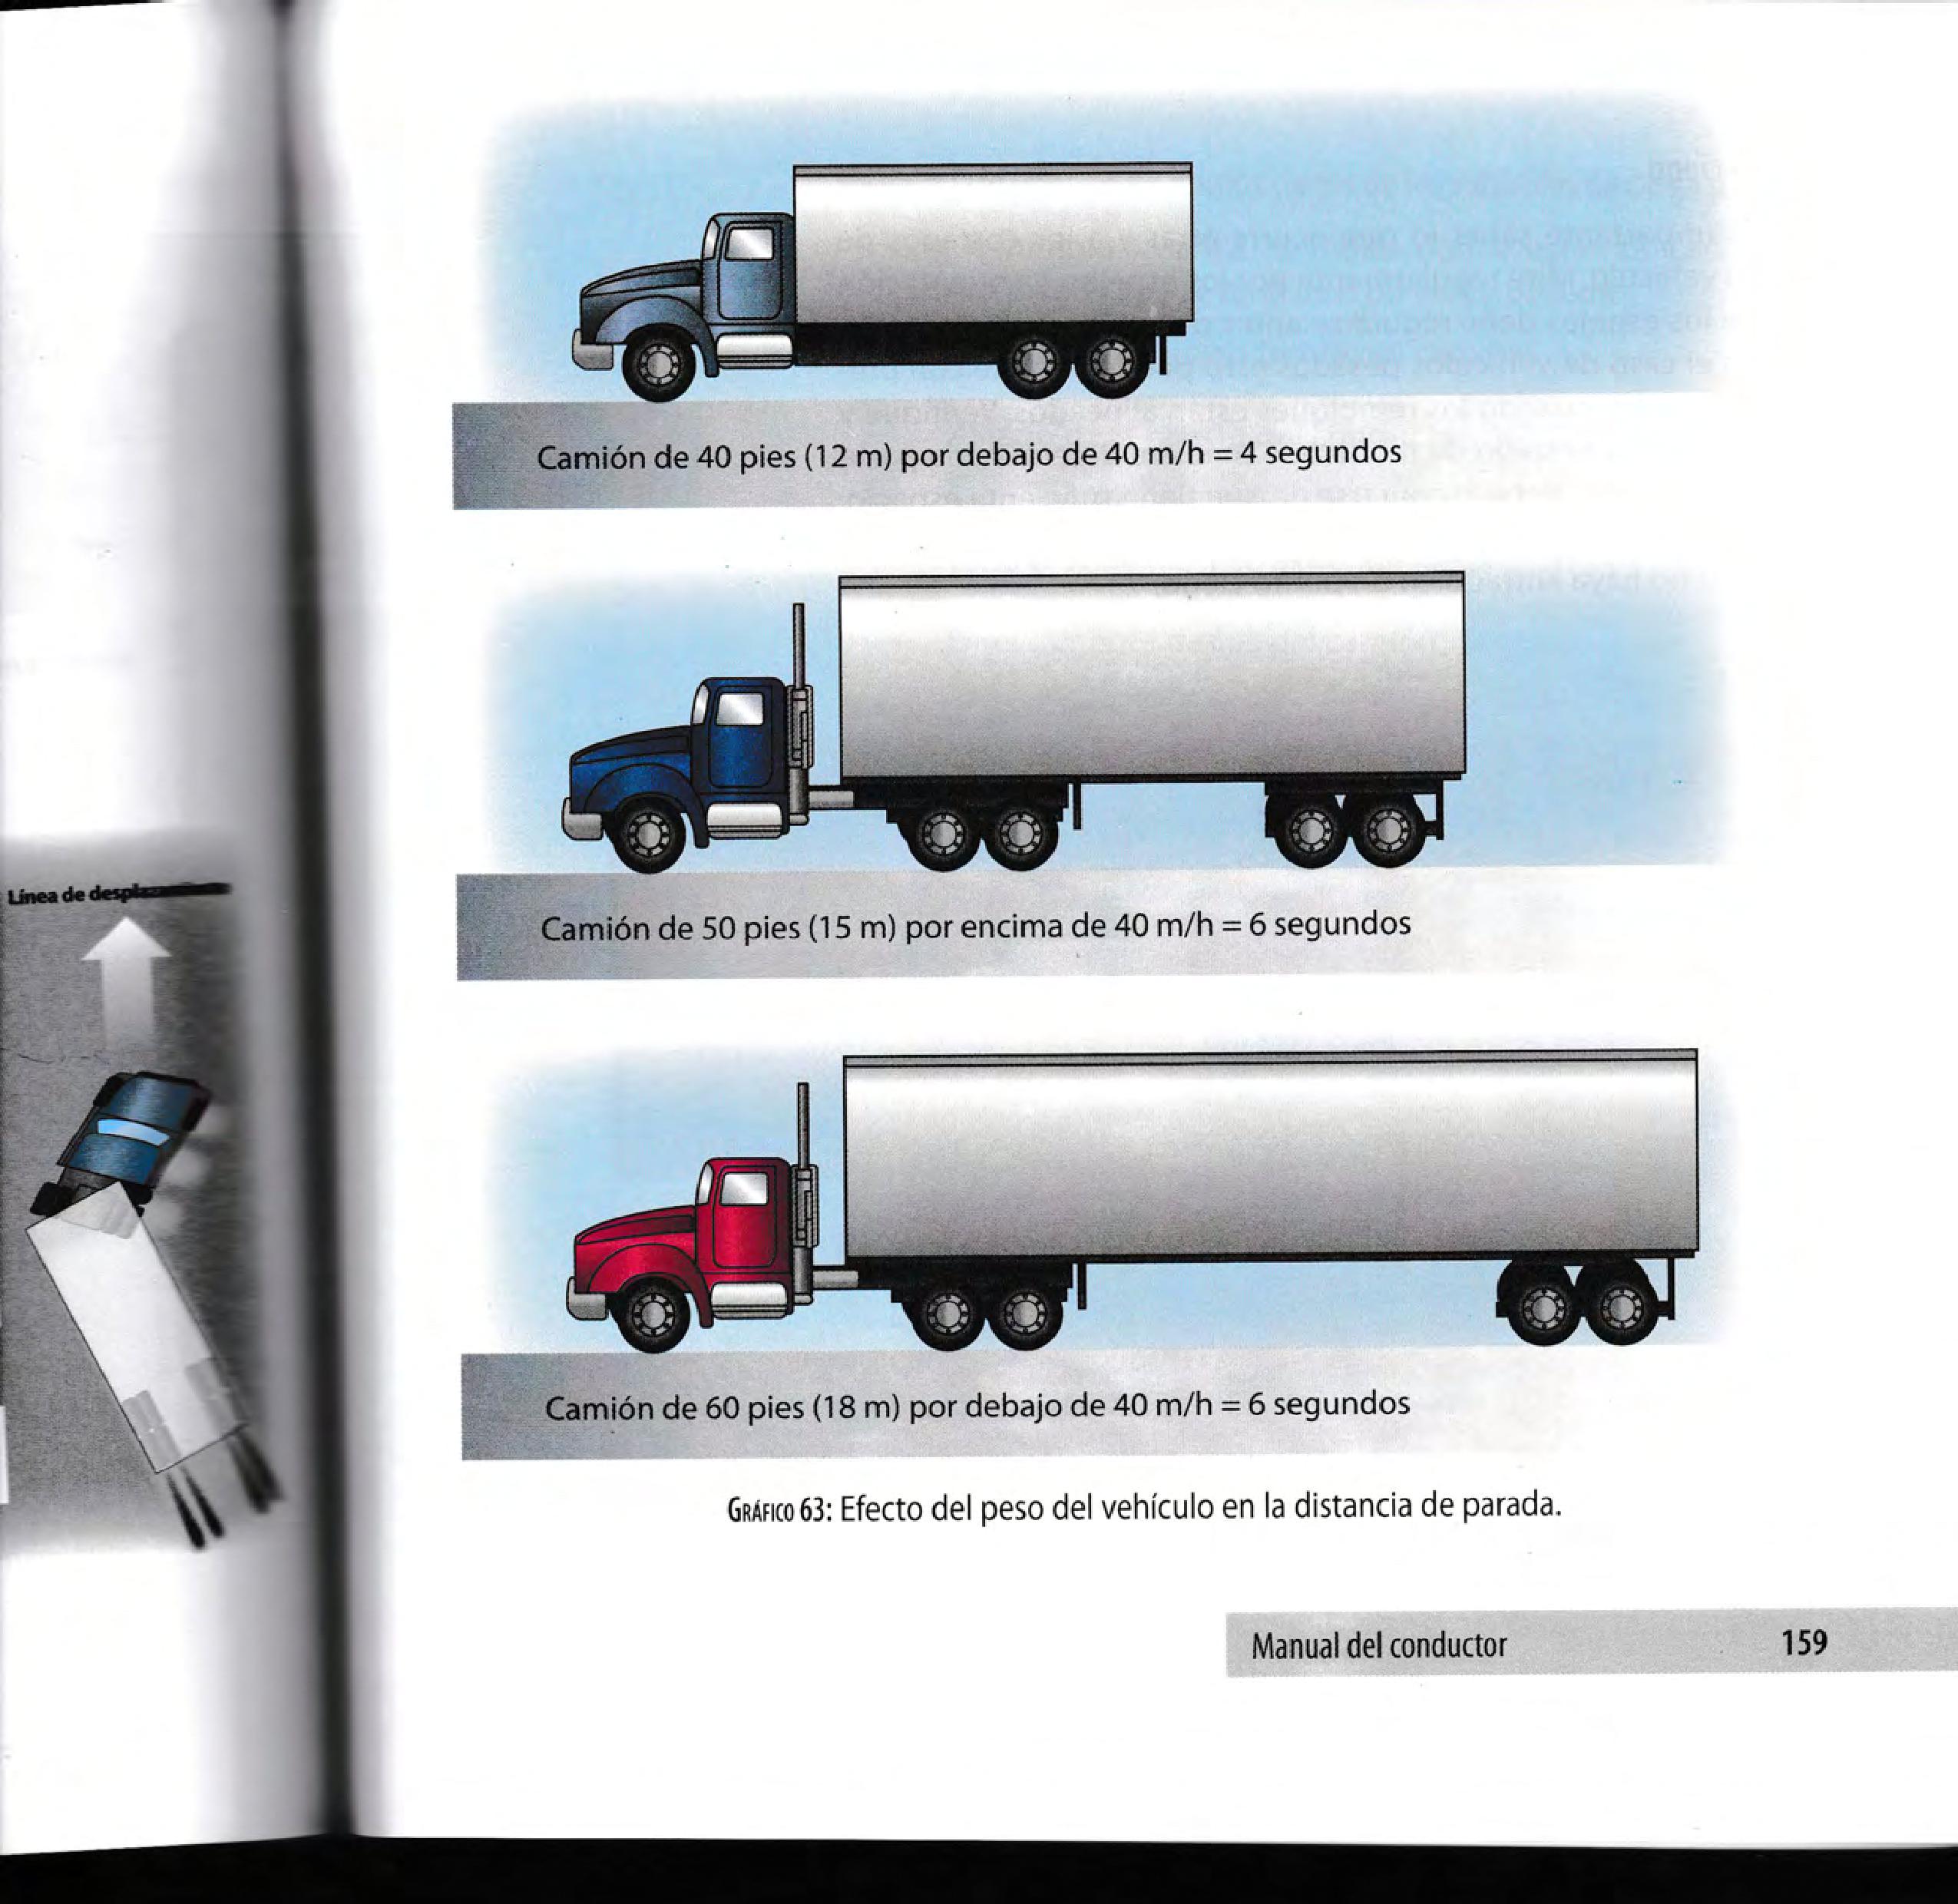 Línea de
Camión de 40 pies (12 m) por debajo de 40 m/h = 4 segundos
Camión de 50 pies (15 m) por encima de 40 m/h = 6 segundos
Camión de 60 pies (18 m) por debajo de 40 m/h = 6 segundos
GRÁFICO 63: Efecto del peso del vehículo en la distancia de parada.
Manual del conductor 159